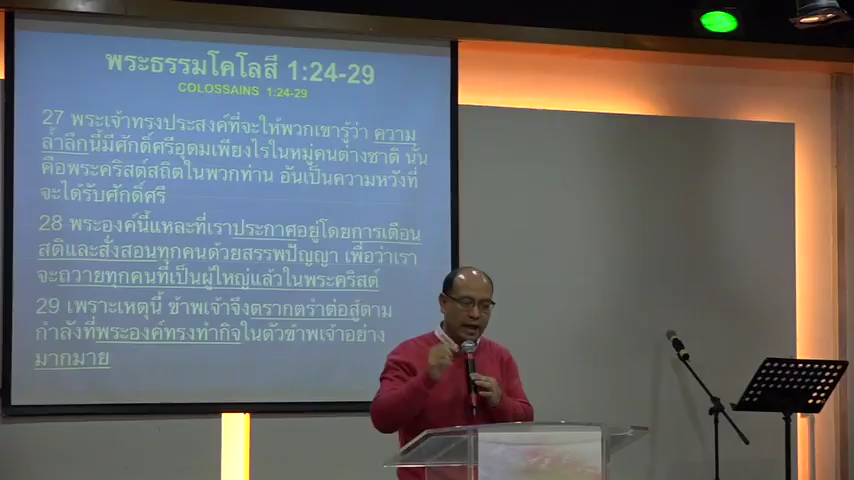 พระธรรมโคโลสี 1:24-29
COLOSSAINS 1:24-29
27 พระเจ้าทรงประสงค์ที่จะให้พวกเขารู้ว่า ความ
ล้ำลึกนี้มีศักดิ์ศรีอุดมเพียงไรในหมู่คนต่างชาติ นั่น
คือพระคริสต์สถิตในพวกท่าน อันเป็นความหวังที่
จะได้รับศักดิ์ศรี
28 พระองค์นี้แหละที่เราประกาศอยู่โดยการเตือน
สติและสั่งสอนทุกคนด้วยสรรพปัญญา เพื่อว่าเรา
จะถวายทุกคนที่เป็นผู้ใหญ่แล้วในพระคริสต์
29 เพราะเหตุนี้ ข้าพเจ้าจึงตรากตรำต่อสู้ตาม
กำลังที่พระองค์ทรงทำกิจในตัวข้าพเจ้าอย่าง
มากมาย